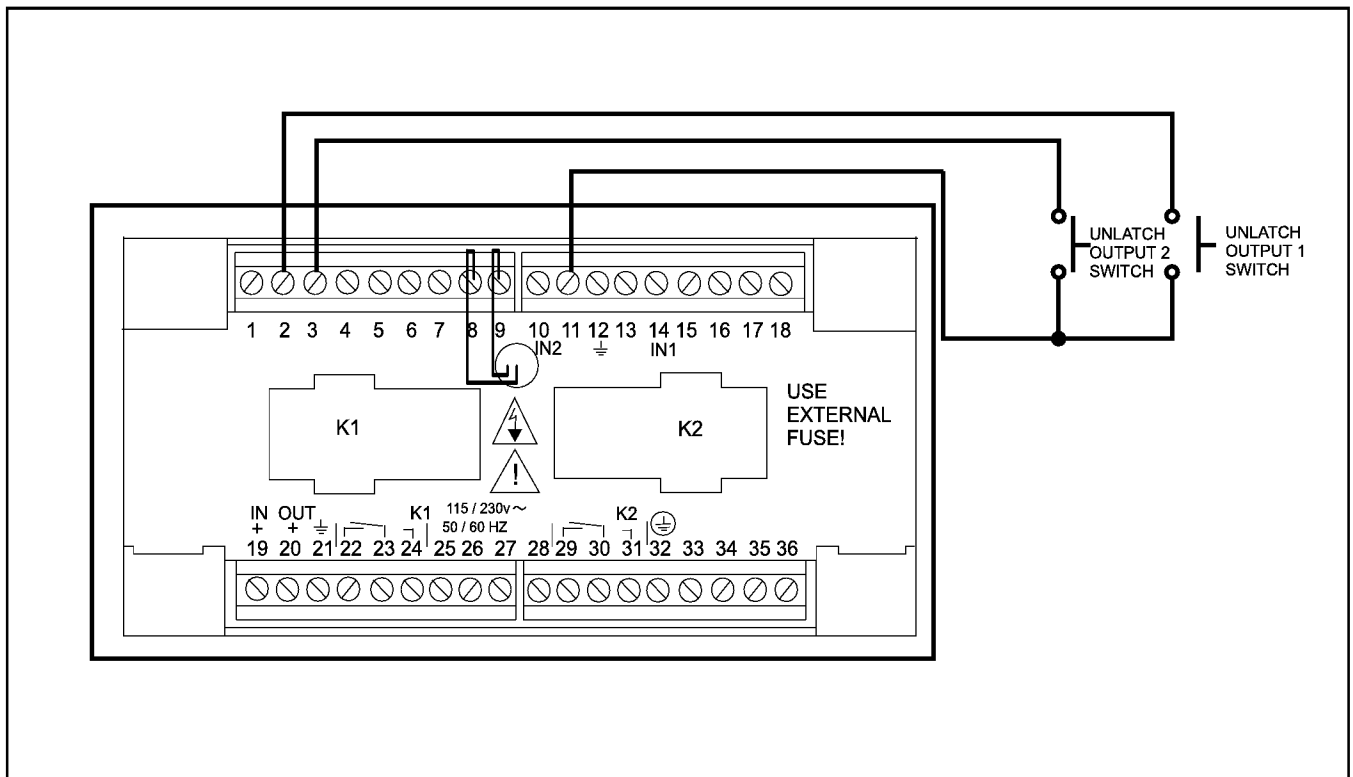 UNLATCH
OUTPUT 2
SWITCH
UNLATCH
OUTPUT 1
SWITCH
1 2 3 4 5 6 7 8 9 10 11 12 13 14 15 16 17 18
IN2 IN1
K1
K2
USE
EXTERNAL
FUSE!
!
IN OUT K1 115 / 230v ~ K2
+ + 50 / 60 HZ
19 20 21 22 23 24 25 26 27 28 29 30 31 32 33 34 35 36